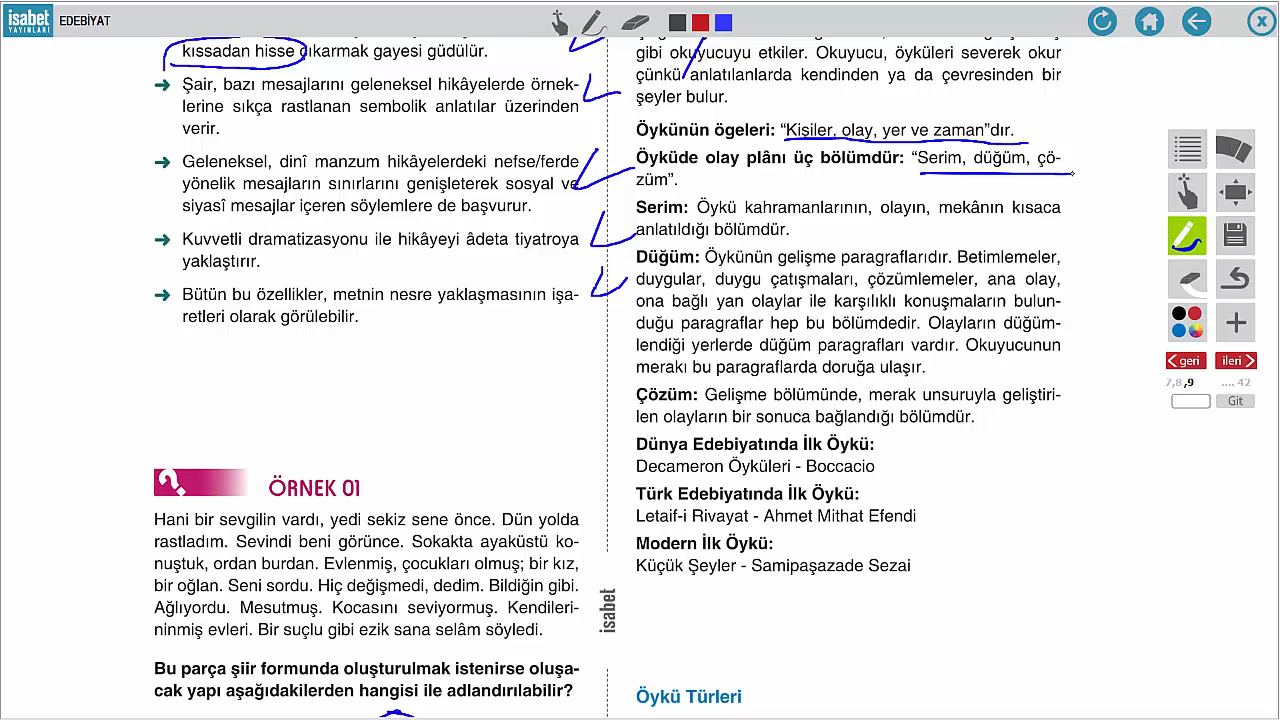 isabet
YAYINLARI
EDEBİYAT
kıssadan hisse çıkarmak gayesi güdülür.
Şair, bazı mesajlarını geleneksel hikâyelerde örnek-
lerine sıkça rastlanan sembolik anlatılar üzerinden
verir.
Geleneksel, dinî manzum hikâyelerdeki nefse/ferde
yönelik mesajların sınırlarını genişleterek sosyal ve
siyasî mesajlar içeren söylemlere de başvurur.
Kuvvetli dramatizasyonu ile hikâyeyi âdeta tiyatroya
yaklaştırır.
Bütün bu özellikler, metnin nesre yaklaşmasının işa-
retleri olarak görülebilir.
ÖRNEK 01
Hani bir sevgilin vardı, yedi sekiz sene önce. Dün yolda
rastladım. Sevindi beni görünce. Sokakta ayaküstü ko-
nuştuk, ordan burdan. Evlenmiş, çocukları olmuş; bir kız,
bir oğlan. Seni sordu. Hiç değişmedi, dedim. Bildiğin gibi.
Ağlıyordu. Mesutmuş. Kocasını seviyormuş. Kendileri-
ninmiş evleri. Bir suçlu gibi ezik sana selâm söyledi.
Bu parça şiir formunda oluşturulmak istenirse oluşa-
cak yapı aşağıdakilerden hangisi ile adlandırılabilir?
isabet
gibi okuyucuyu etkiler. Okuyucu, öyküleri severek okur
çünkü anlatılanlarda kendinden ya da çevresinden bir
şeyler bulur.
Öykünün ögeleri: “Kişiler, olay, yer ve zaman”dır.
Öyküde olay plânı üç bölümdür: “Serim, düğüm, çö-
züm”.
Serim: Öykü kahramanlarının, olayın, mekânın kısaca
anlatıldığı bölümdür.
Düğüm: Öykünün gelişme paragraflarıdır. Betimlemeler,
duygular, duygu çatışmaları, çözümlemeler, ana olay,
ona bağlı yan olaylar ile karşılıklı konuşmaların bulun-
duğu paragraflar hep bu bölümdedir. Olayların düğüm-
lendiği yerlerde düğüm paragrafları vardır. Okuyucunun
merakı bu paragraflarda doruğa ulaşır.
Çözüm: Gelişme bölümünde, merak unsuruyla geliştiri-
len olayların bir sonuca bağlandığı bölümdür.
Dünya Edebiyatında İlk Öykü:
Decameron Öyküleri - Boccacio
Türk Edebiyatında İlk Öykü:
Letaif-i Rivayat - Ahmet Mithat Efendi
Modern İlk Öykü:
Küçük Şeyler - Samipaşazade Sezai
Öykü Türleri
geri ileri
7,8,9 .... 42
Git